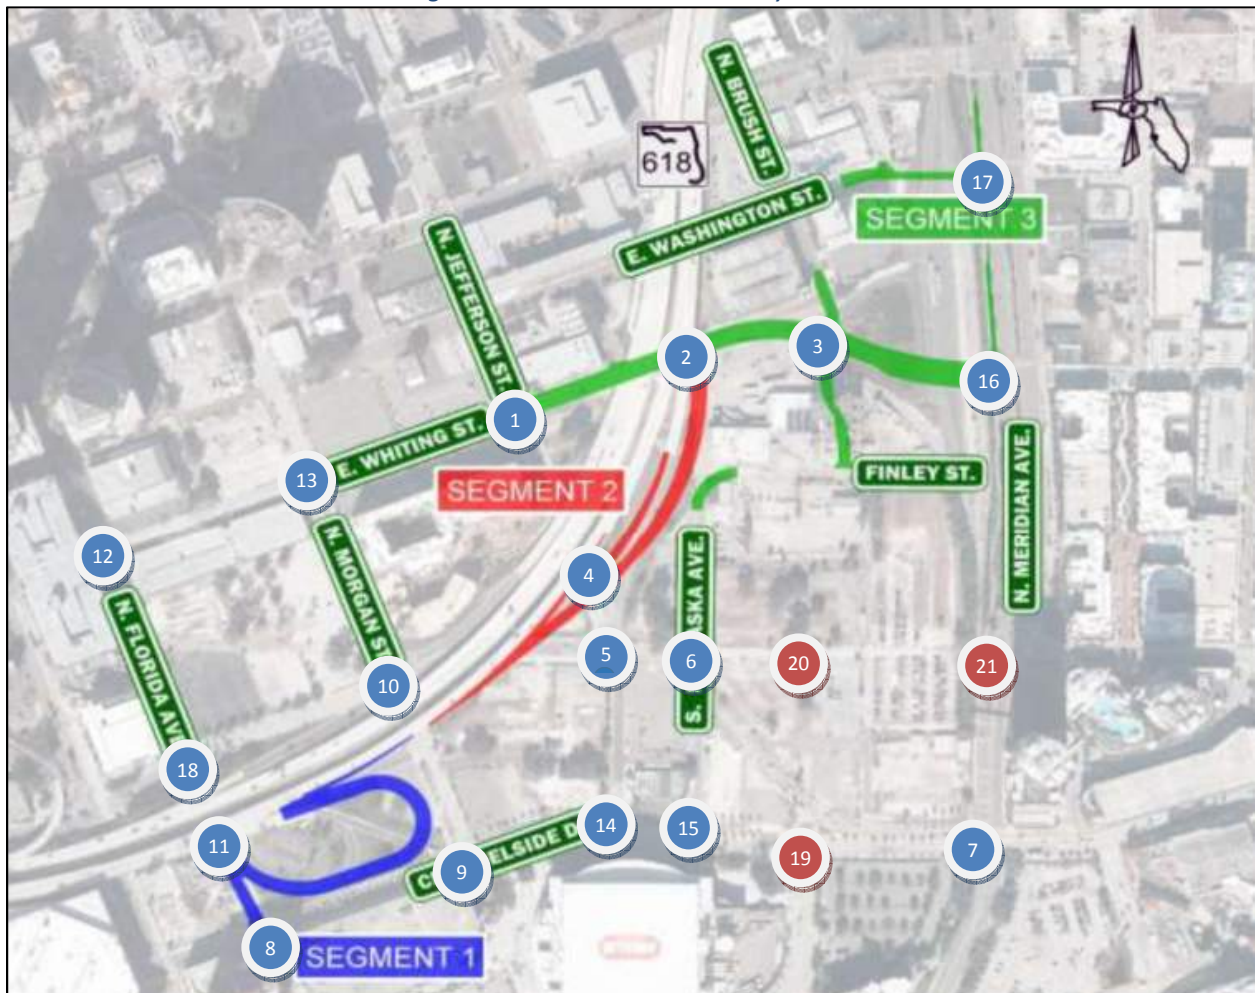 N. BRUSH ST.
618
17
E. WASHINGTON ST.
SEGMENT 3
N. JEFFERSON ST.
2
3
16
1
E. WHITING ST.
13
SEGMENT 2
FINLEY ST.
N. MERIDIAN AVE.
12
N. MORGAN ST.
4
ASKA AVE.
S.
5
6
20
21
N. FLORIDA AV
10
18
11
14
15
19
7
C
ELSIDE D
9
8
SEGMENT 1